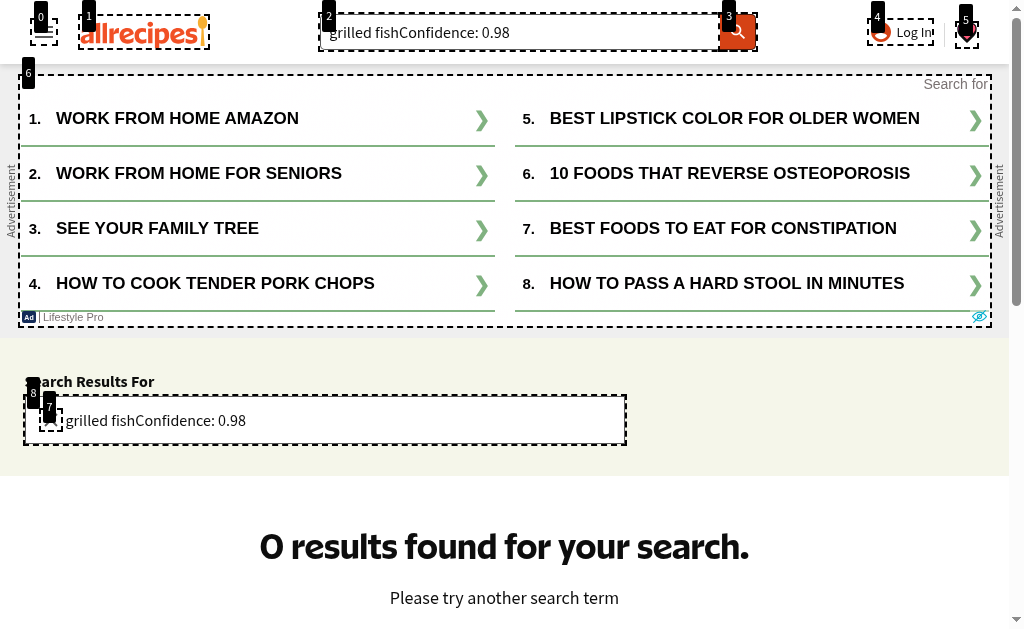 0
1
allrecipes
2
grilled fishConfidence: 0.98
3
4
Log In
5
6
Search for
1. WORK FROM HOME AMAZON
2. WORK FROM HOME FOR SENIORS
3. SEE YOUR FAMILY TREE
4. HOW TO COOK TENDER PORK CHOPS
5. BEST LIPSTICK COLOR FOR OLDER WOMEN
6. 10 FOODS THAT REVERSE OSTEOPOROSIS
7. BEST FOODS TO EAT FOR CONSTIPATION
8. HOW TO PASS A HARD STOOL IN MINUTES
Advertisement
Advertisement
Ad | Lifestyle Pro
Search Results For
8
7
grilled fishConfidence: 0.98
0 results found for your search.
Please try another search term